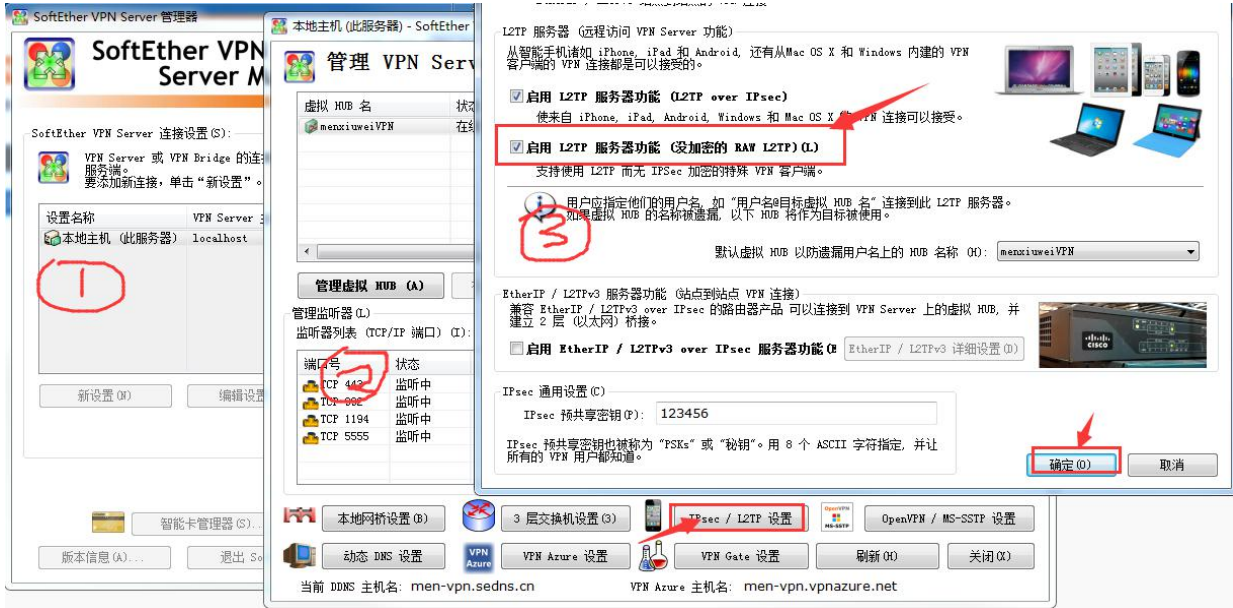 SoftEther VPN Server 管理器
SoftEther VPN
Server M
SoftEther VPN Server 连接设置(S):
VPN Server 或 VPN Bridge 的连
服务端。
要添加新连接，单击“新设置”。
设置名称
VPN Server
本地主机 (此服务器)
localhost
1
新设置(N)
编辑设置
智能卡管理器(S)..
版本信息(A)...
退出 So
本地主机 (此服务器) - SoftEther
管理 VPN Serv
虚拟 HUB 名
menxiuweiVPN
管理虚拟 HUB (A)
管理监听器(L)
监听器列表 (TCP/IP 端口) (I):
端口号
状态
2
TCP 443
监听中
TCP 992
监听中
TCP 1194
监听中
TCP 5555
监听中
本地网桥设置(B)
3 层交换机设置(3)
IPsec / L2TP 设置
OpenVPN
MS-SSTP
OpenVPN / MS-SSTP 设置
动态 DNS 设置
VPN
Azure
VPN Azure 设置
VPN Gate 设置
刷新(H)
关闭(X)
当前 DDNS 主机名: men-vpn.sedns.cn
VPN Azure 主机名: men-vpn.vpnazure.net
L2TP 服务器 (远程访问 VPN Server 功能)
从智能手机诸如 iPhone, iPad 和 Android, 还有从Mac OS X 和 Windows 内建的 VPN
客户端的 VPN 连接都是可以接受的。
启用 L2TP 服务器功能 (L2TP over IPsec)
使来自 iPhone, iPad, Android, Windows 和 Mac OS X 的 VPN 连接可以接受。
启用 L2TP 服务器功能 (没加密的 RAW L2TP)(L)
支持使用 L2TP 而无 IPSec 加密的特殊 VPN 客户端。
用户应指定他们的用户名, 如 “用户名@目标虚拟 HUB 名” 连接到此 L2TP 服务器。
如果虚拟 HUB 的名称被遗漏, 以下 HUB 将作为目标被使用。
3
默认虚拟 HUB 以防遗漏用户名上的 HUB 名称 (H):
menxiuweiVPN
EtherIP / L2TPv3 服务器功能 (站点到站点 VPN 连接)
兼容 EtherIP / L2TPv3 over IPsec 的路由器产品 可以连接到 VPN Server 上的虚拟 HUB, 并
建立 2 层 (以太网) 桥接。
启用 EtherIP / L2TPv3 over IPsec 服务器功能(E
EtherIP / L2TPv3 详细设置(D)
CISCO
IPsec 通用设置(C)
IPsec 预共享密钥(P):
123456
IPsec 预共享密钥也被称为 “PSKs” 或 “秘钥”。用 8 个 ASCII 字符指定, 并让
所有的 VPN 用户都知道。
确定(O)
取消